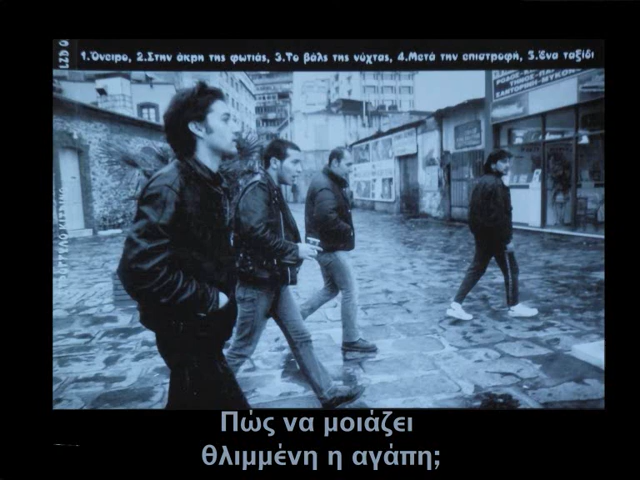 1.Όνειρο, 2.Στην άκρη της φωτιάς, 3.Το βάλς της νύχτας, 4.Μετά την επιστροφή, 5.Ένα ταξίδι
Πώς να μοιάζει
θλιμμένη η αγάπη;